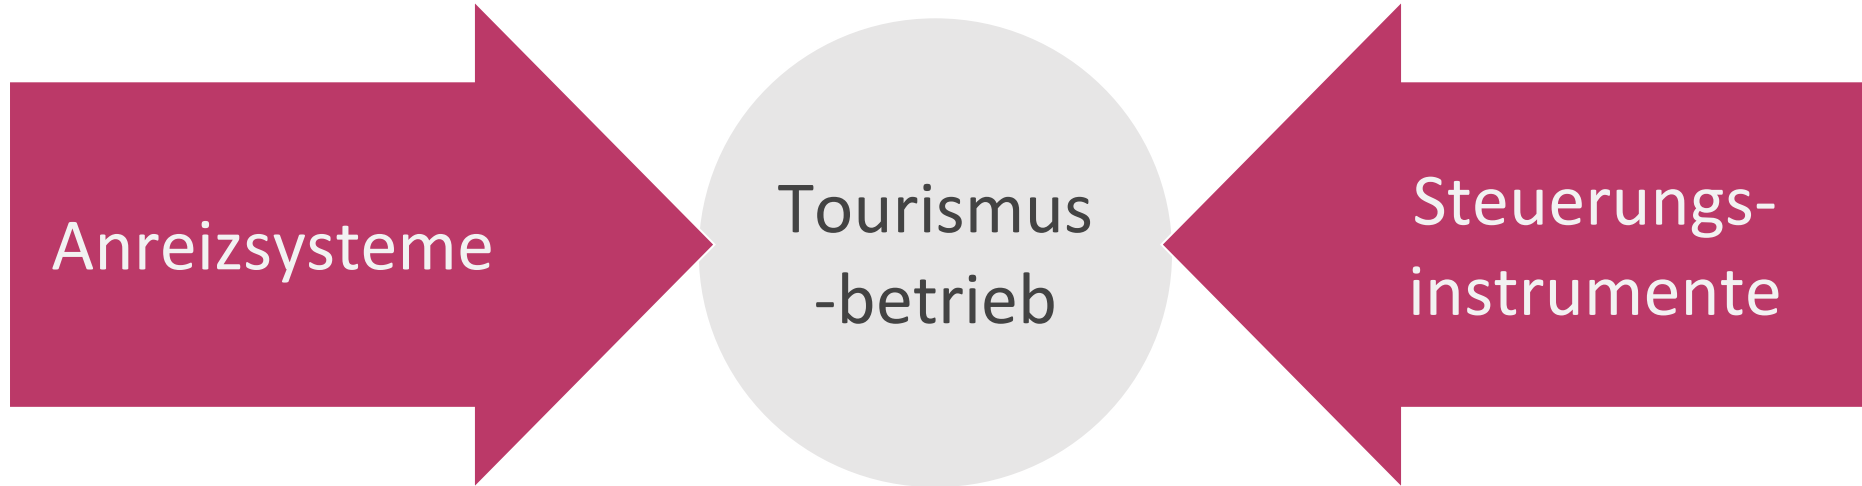 Anreizsysteme
Tourismus
-betrieb
Steuerungs-
instrumente